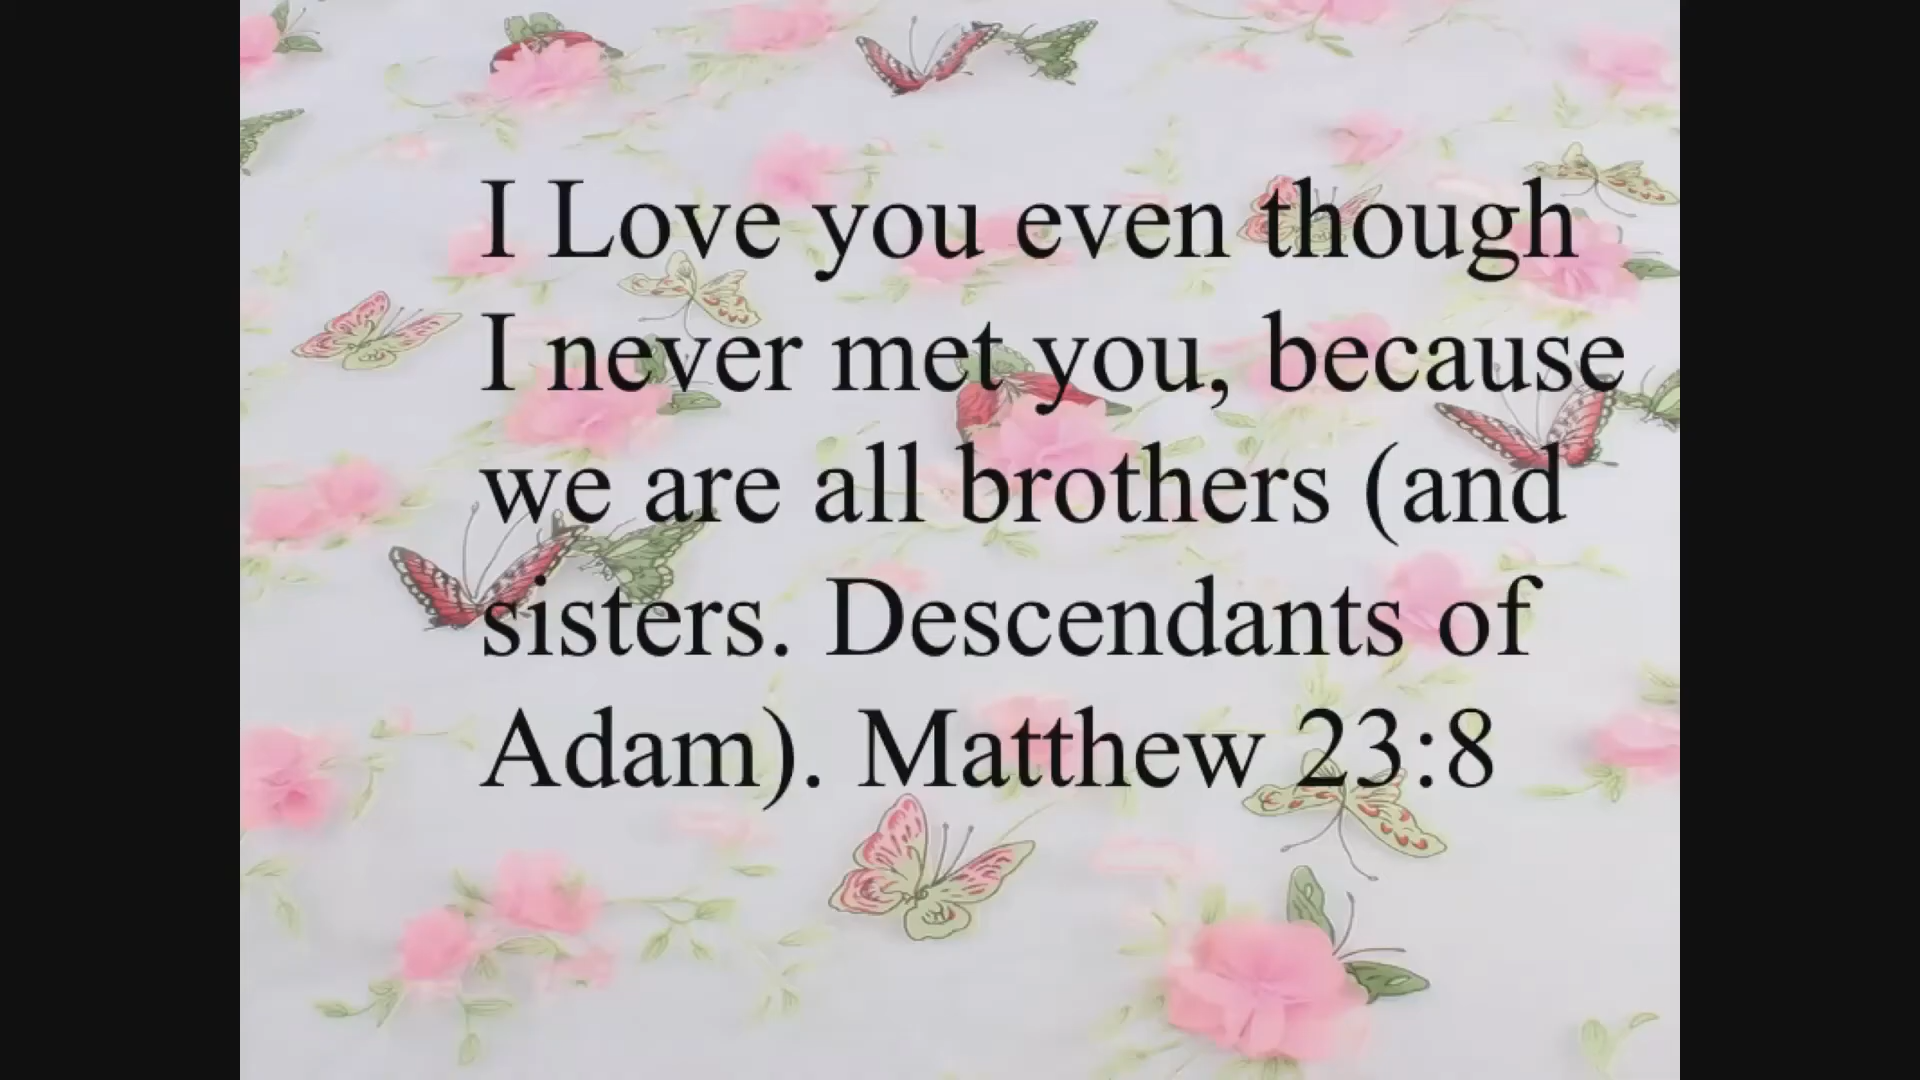 I Love you even though
I never met you, because
we are all brothers (and
sisters. Descendants of
Adam). Matthew 23:8